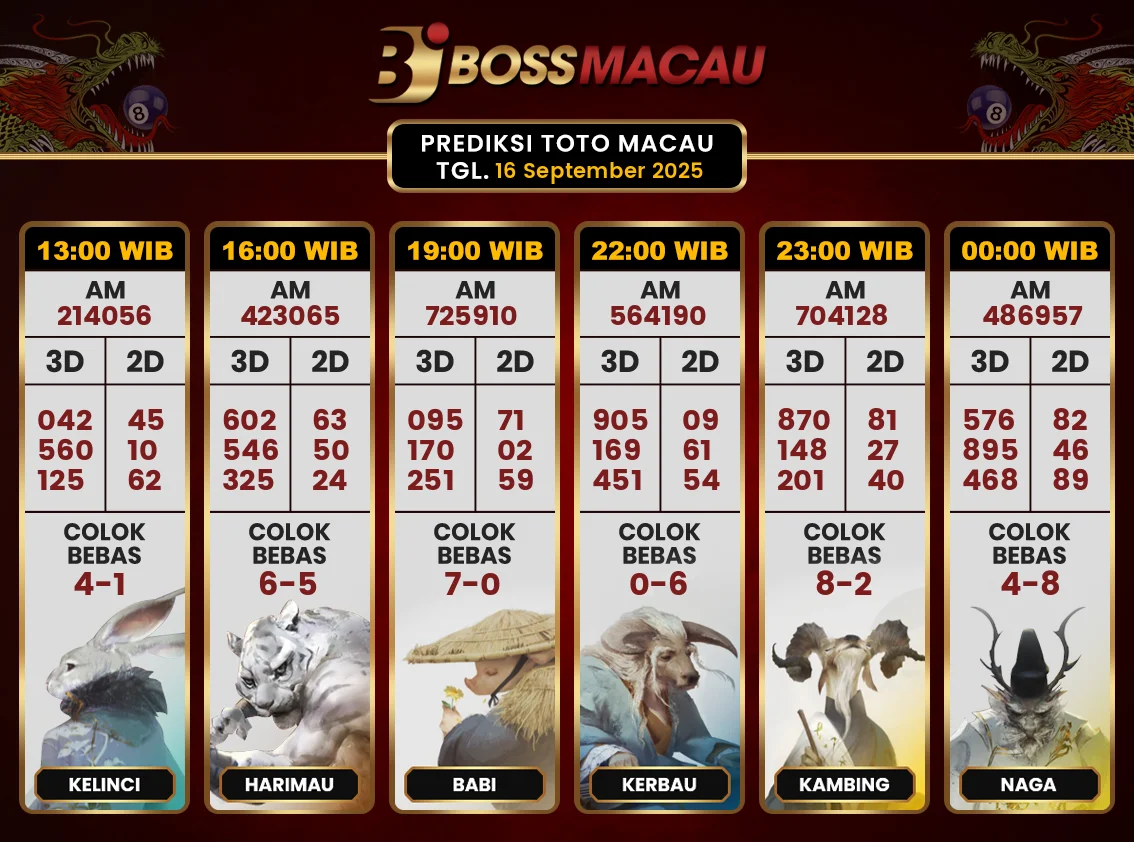 BJ BOSSMACAU
8
8
PREDIKSI TOTO MACAU
TGL. 16 September 2025
13:00 WIB
AM
214056
3D 2D
042 45
560 10
125 62
COLOK
BEBAS
4-1
KELINCI
16:00 WIB
AM
423065
3D 2D
602 63
546 50
325 24
COLOK
BEBAS
6-5
HARIMAU
19:00 WIB
AM
725910
3D 2D
095 71
170 02
251 59
COLOK
BEBAS
7-0
BABI
22:00 WIB
AM
564190
3D 2D
905 09
169 61
451 54
COLOK
BEBAS
0-6
KERBAU
23:00 WIB
AM
704128
3D 2D
870 81
148 27
201 40
COLOK
BEBAS
8-2
KAMBING
00:00 WIB
AM
486957
3D 2D
576 82
895 46
468 89
COLOK
BEBAS
4-8
NAGA